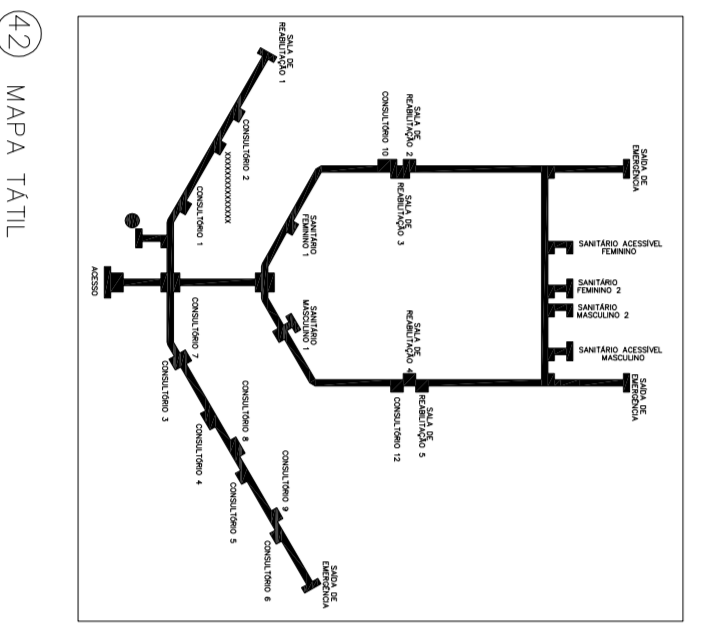 42 MAPA TÁTIL
SALA DE
REABILITAÇÃO 1
CONSULTÓRIO 2
XXXXXXXXXXXXXXXX
CONSULTÓRIO 1
ACESSO
CONSULTÓRIO 7
CONSULTÓRIO 3
CONSULTÓRIO 8
CONSULTÓRIO 4
CONSULTÓRIO 5
CONSULTÓRIO 9
CONSULTÓRIO 6
SAÍDA DE
EMERGÊNCIA
SANITÁRIO
FEMININO 1
SANITÁRIO
MASCULINO 1
CONSULTÓRIO 10
SALA DE
REABILITAÇÃO 2
SALA DE
REABILITAÇÃO 3
SALA DE
REABILITAÇÃO 4
SALA DE
REABILITAÇÃO 5
CONSULTÓRIO 12
SAÍDA DE
EMERGÊNCIA
SANITÁRIO ACESSÍVEL
FEMININO
SANITÁRIO
FEMININO 2
SANITÁRIO
MASCULINO 2
SANITÁRIO ACESSÍVEL
MASCULINO
SAÍDA DE
EMERGÊNCIA